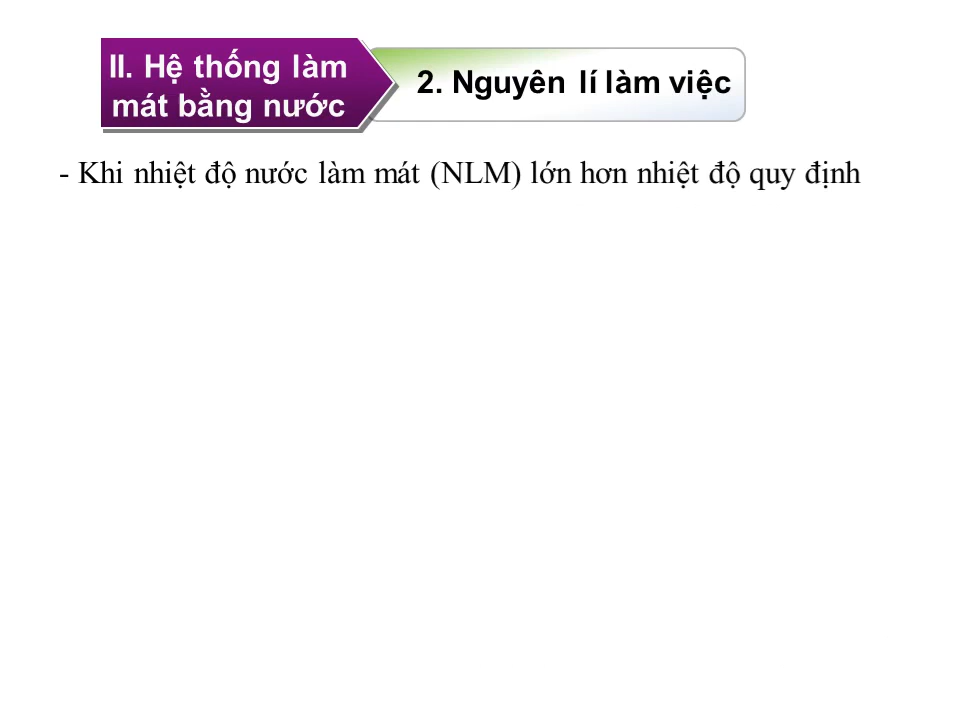 II. Hệ thống làm
mát bằng nước
2. Nguyên lí làm việc
- Khi nhiệt độ nước làm mát (NLM) lớn hơn nhiệt độ quy định